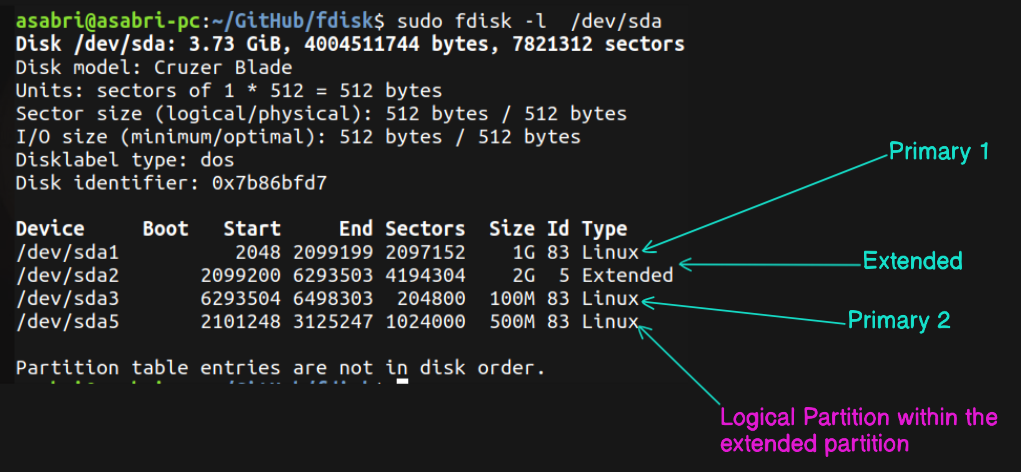 asabri@asabri-pc:~/GitHub/fdisk$ sudo fdisk -l  /dev/sda
Disk /dev/sda: 3.73 GiB, 4004511744 bytes, 7821312 sectors
Disk model: Cruzer Blade
Units: sectors of 1 * 512 = 512 bytes
Sector size (logical/physical): 512 bytes / 512 bytes
I/O size (minimum/optimal): 512 bytes / 512 bytes
Disklabel type: dos
Disk identifier: 0x7b86bfd7
Primary 1
Device     Boot   Start     End Sectors  Size Id Type
/dev/sda1          2048 2099199 2097152    1G 83 Linux
Extended
/dev/sda2       2099200 6293503 4194304    2G  5 Extended
/dev/sda3       6293504 6498303  204800  100M 83 Linux
Primary 2
/dev/sda5       2101248 3125247 1024000  500M 83 Linux
Partition table entries are not in disk order.
Logical Partition within the
extended partition